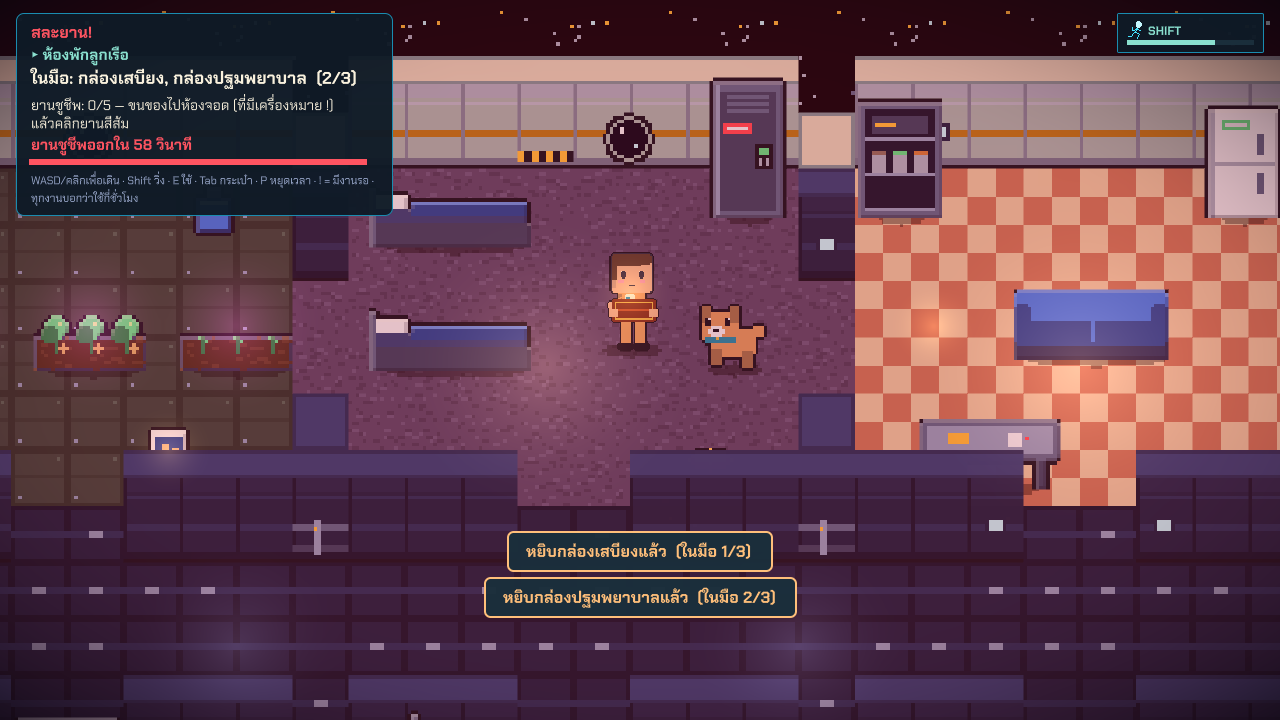 สละยาน!
▸ ห้องพักลูกเรือ
ในมือ: กล่องเสบียง, กล่องปฐมพยาบาล (2/3)
ยานชูชีพ: 0/5 — ขนของไปห้องจอด (ที่มีเครื่องหมาย !)
แล้วคลิกยานสีส้ม
ยานชูชีพออกใน 58 วินาที
WASD/คลิกเพื่อเดิน · Shift วิ่ง · E ใช้ · Tab กระเป๋า · P หยุดเวลา · ! = มีงานรอ ·
ทุกงานบอกว่าใช้กี่ชั่วโมง
SHIFT
หยิบกล่องเสบียงแล้ว (ในมือ 1/3)
หยิบกล่องปฐมพยาบาลแล้ว (ในมือ 2/3)